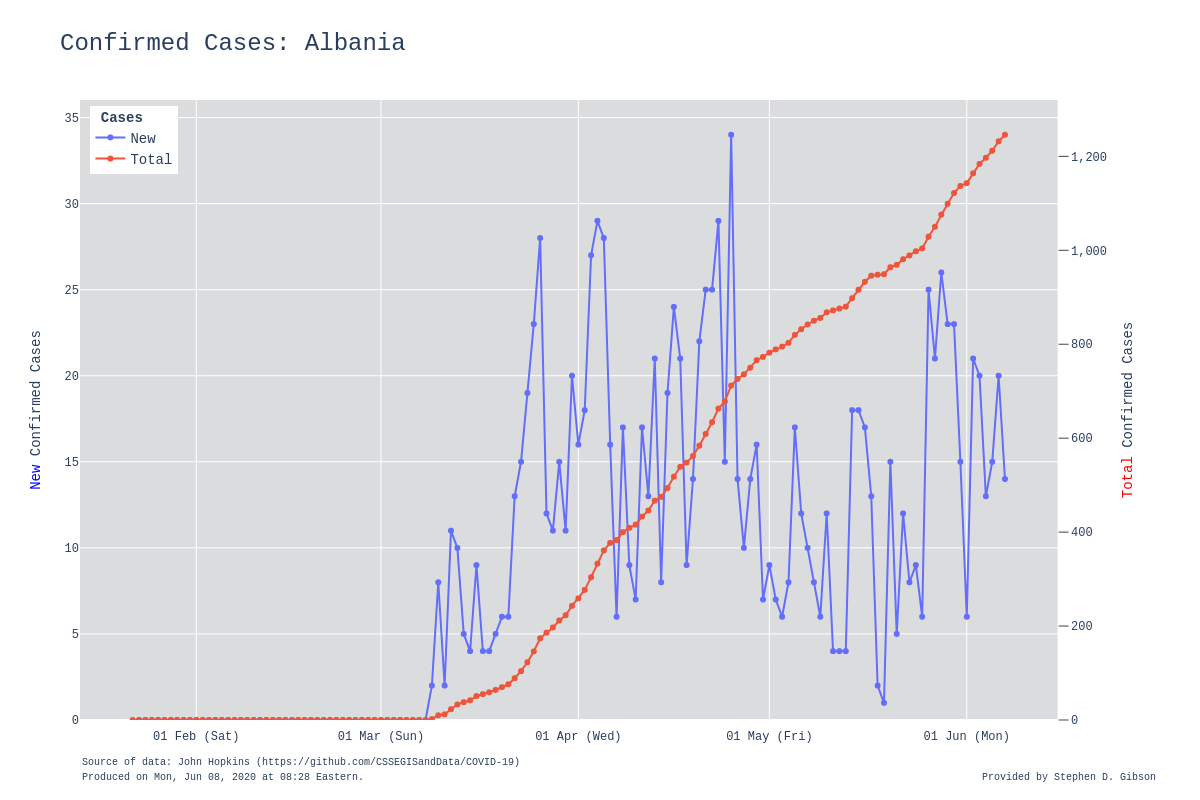 Confirmed Cases: Albania
Cases
New
Total
35
30
25
20
15
10
5
0
1,200
1,000
800
600
400
200
0
New Confirmed Cases
Total Confirmed Cases
01 Feb (Sat)
01 Mar (Sun)
01 Apr (Wed)
01 May (Fri)
01 Jun (Mon)
Source of data: John Hopkins (https://github.com/CSSEGISandData/COVID-19)
Produced on Mon, Jun 08, 2020 at 08:28 Eastern.
Provided by Stephen D. Gibson